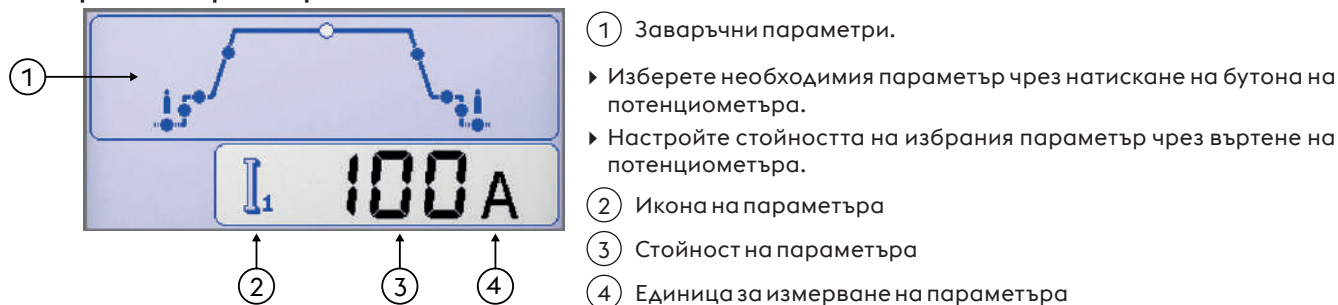 1 Заваръчни параметри.
1
▸ Изберете необходимия параметър чрез натискане на бутона на
потенциометъра.
▸ Настройте стойността на избрания параметър чрез въртене на
потенциометъра.
I1 100 A
2 Икона на параметъра
3 Стойност на параметъра
2 3 4
4 Единица за измерване на параметъра